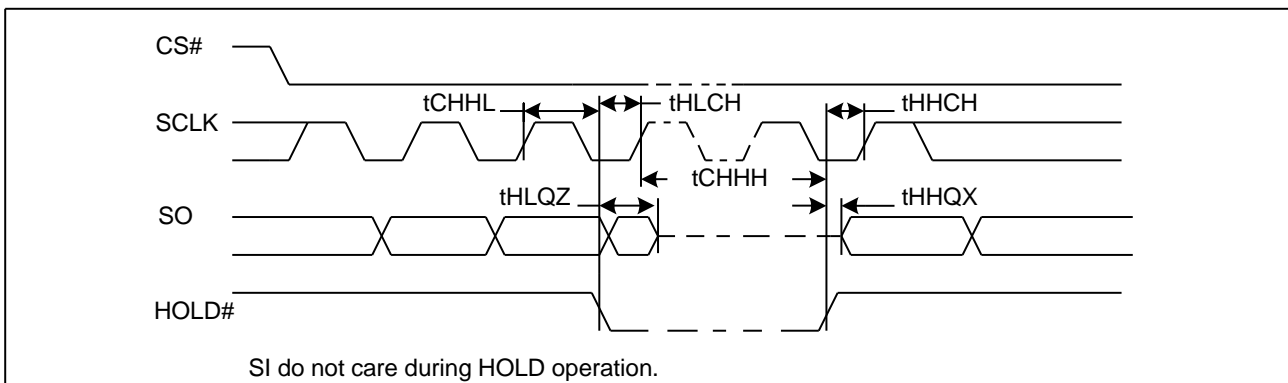 CS#
tCHHL
tHLCH
tHHCH
SCLK
tCHHH
tHLQZ
tHHQX
SO
HOLD#
SI do not care during HOLD operation.